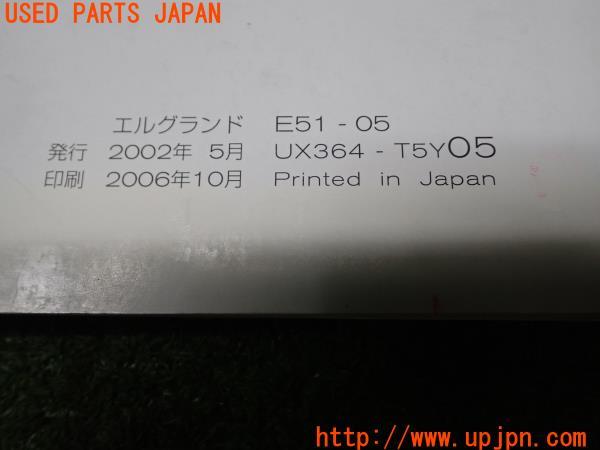 USED PARTS JAPAN
エルグランド E51 - 05
発行 2002年 5月 UX364 - T5Y05
印刷 2006年10月 Printed in Japan
http://www.upjpn.com/